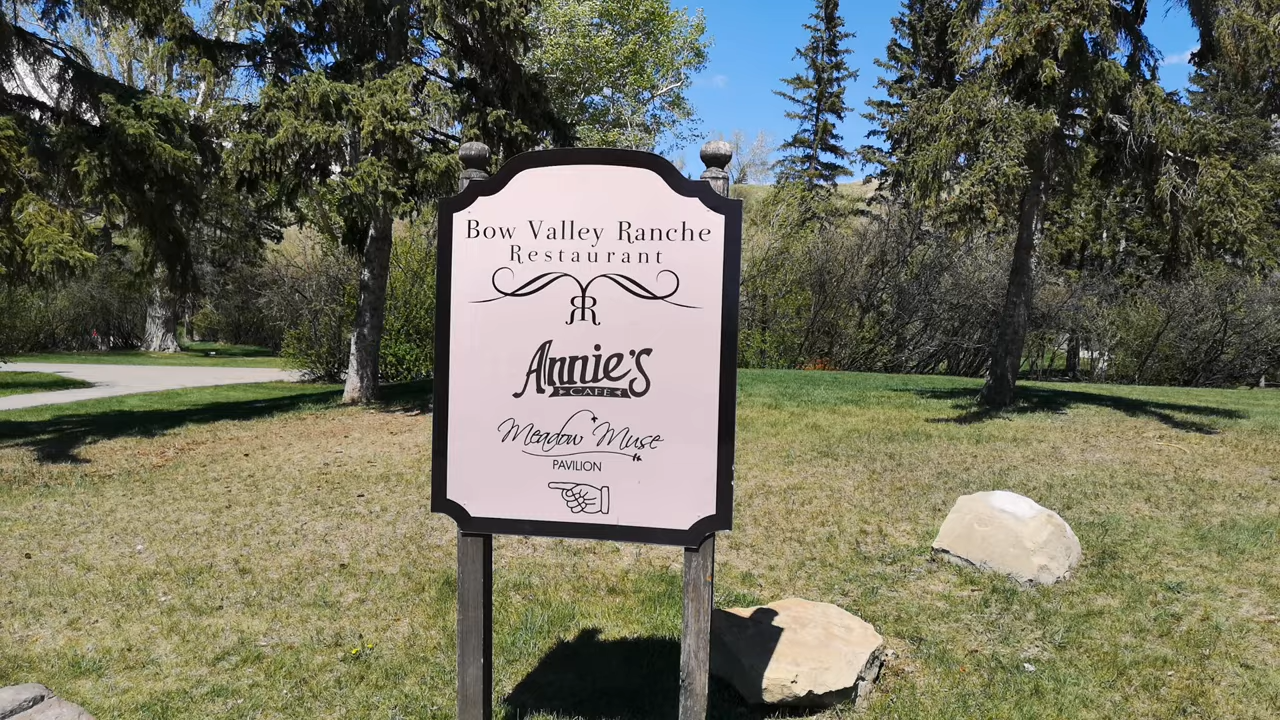 Bow Valley Ranche
Restaurant
RR
Annie's
CAFE
Meadow Muse
PAVILION